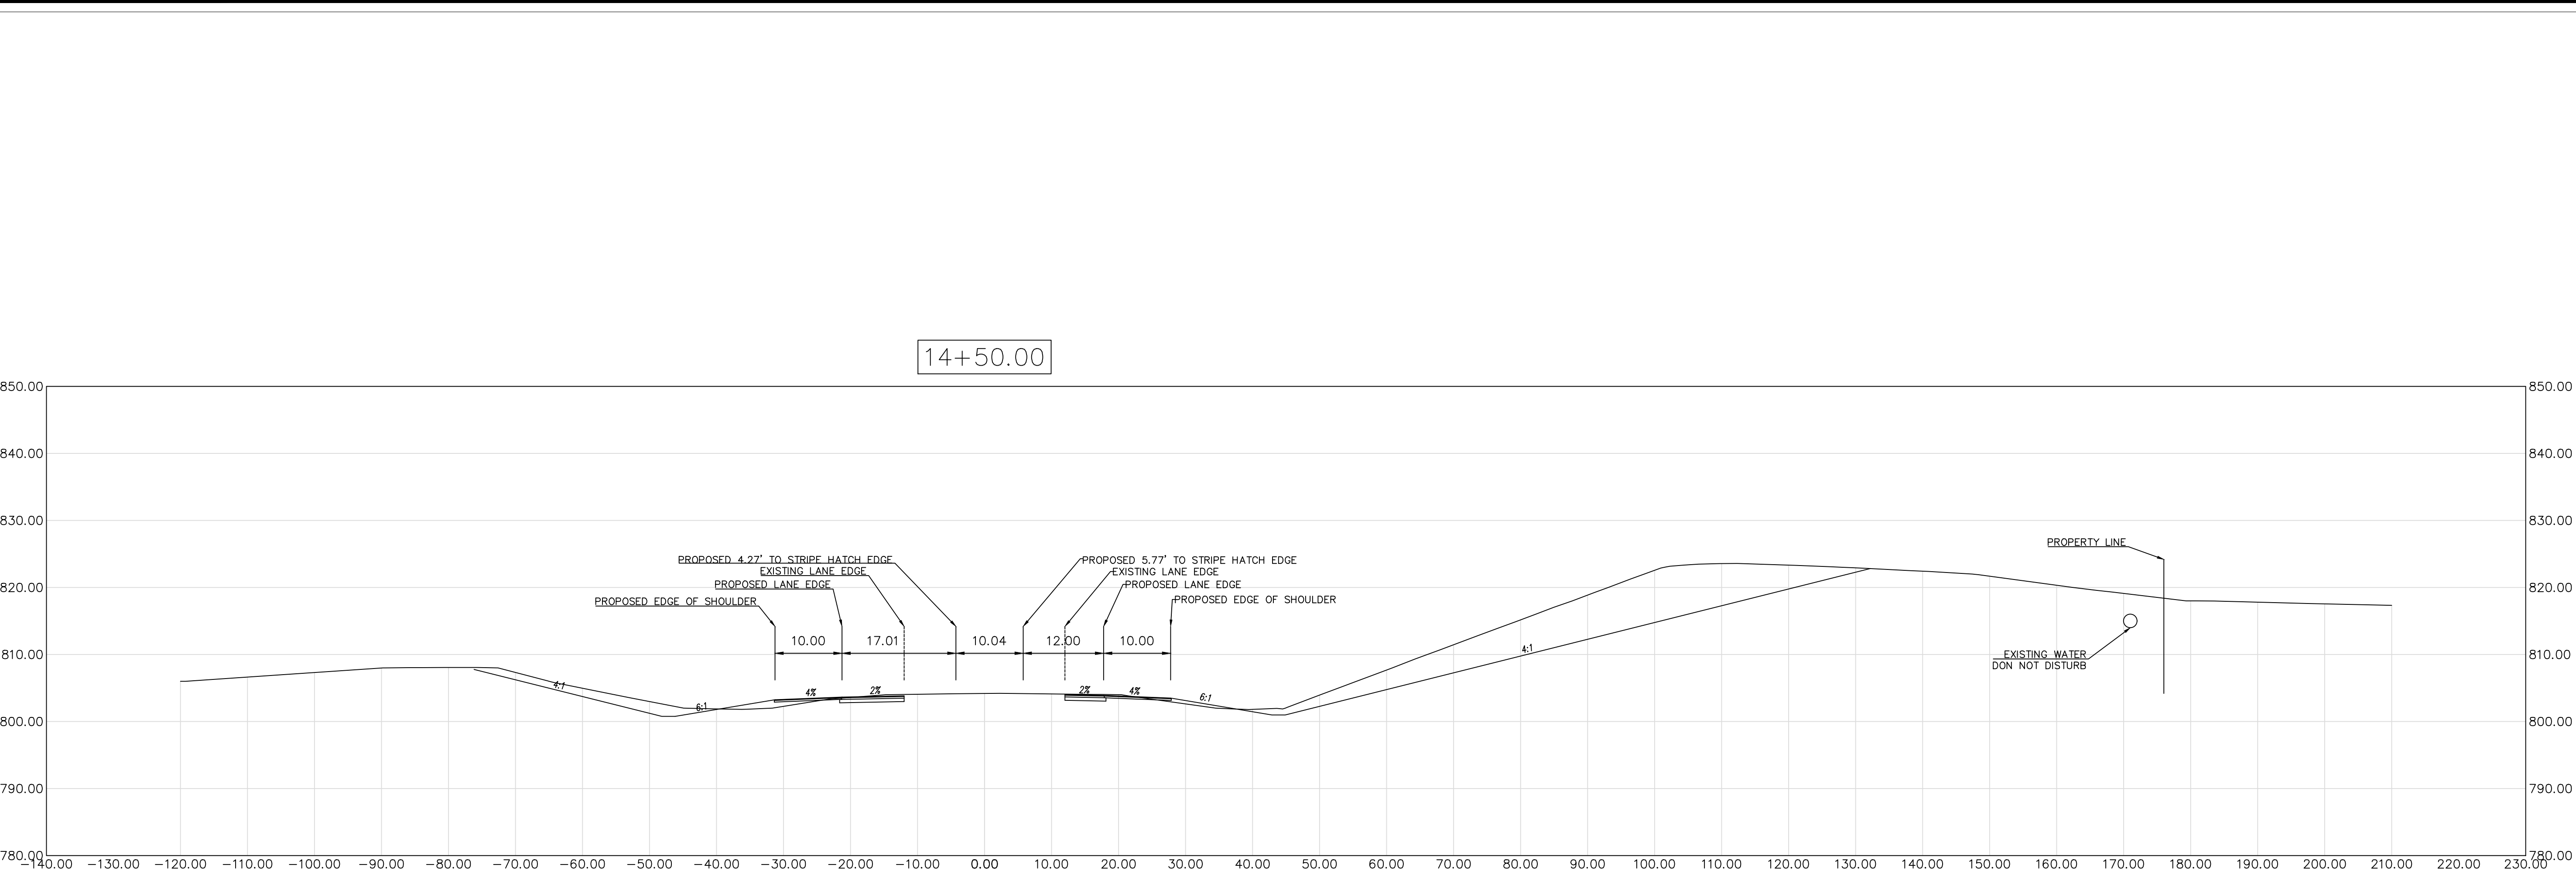 14+50.00
850.00 850.00
840.00 840.00
830.00 830.00
820.00 820.00
810.00 810.00
800.00 800.00
790.00 790.00
780.00 780.00
PROPOSED 4.27' TO STRIPE HATCH EDGE
EXISTING LANE EDGE
PROPOSED LANE EDGE
PROPOSED EDGE OF SHOULDER
PROPOSED 5.77' TO STRIPE HATCH EDGE
EXISTING LANE EDGE
PROPOSED LANE EDGE
PROPOSED EDGE OF SHOULDER
PROPERTY LINE
10.00 17.01 10.04 12.00 10.00
EXISTING WATER
DON NOT DISTURB
4:1
6:1
4%
2%
2%
4%
6:1
4:1
-140.00 -130.00 -120.00 -110.00 -100.00 -90.00 -80.00 -70.00 -60.00 -50.00 -40.00 -30.00 -20.00 -10.00 0.00 10.00 20.00 30.00 40.00 50.00 60.00 70.00 80.00 90.00 100.00 110.00 120.00 130.00 140.00 150.00 160.00 170.00 180.00 190.00 200.00 210.00 220.00 230.00